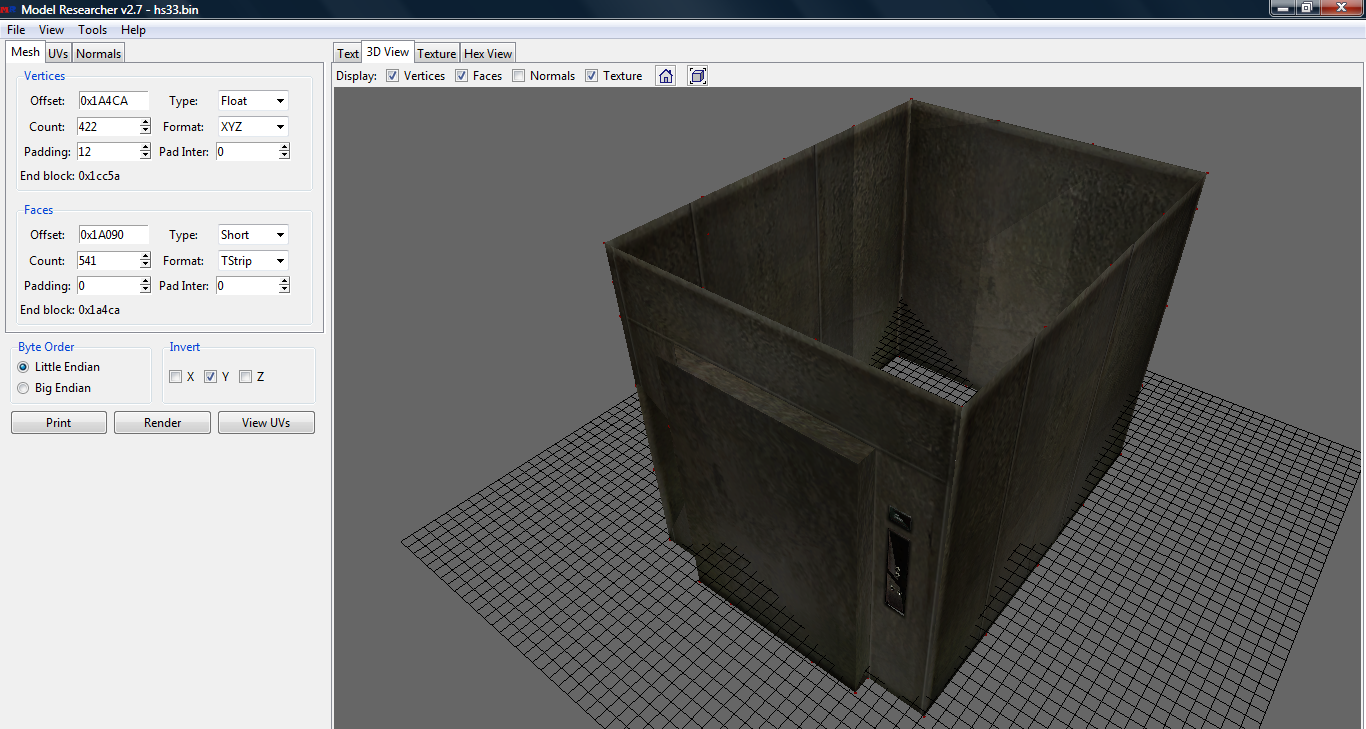 Model Researcher v2.7 - hs33.bin
File View Tools Help
Mesh UVs Normals
Vertices
Offset: 0x1A4CA Type: Float
Count: 422 Format: XYZ
Padding: 12 Pad Inter: 0
End block: 0x1cc5a
Faces
Offset: 0x1A090 Type: Short
Count: 541 Format: TStrip
Padding: 0 Pad Inter: 0
End block: 0x1a4ca
Byte Order
Little Endian
Big Endian
Invert
X Y Z
Print Render View UVs
Text 3D View Texture Hex View
Display: Vertices Faces Normals Texture